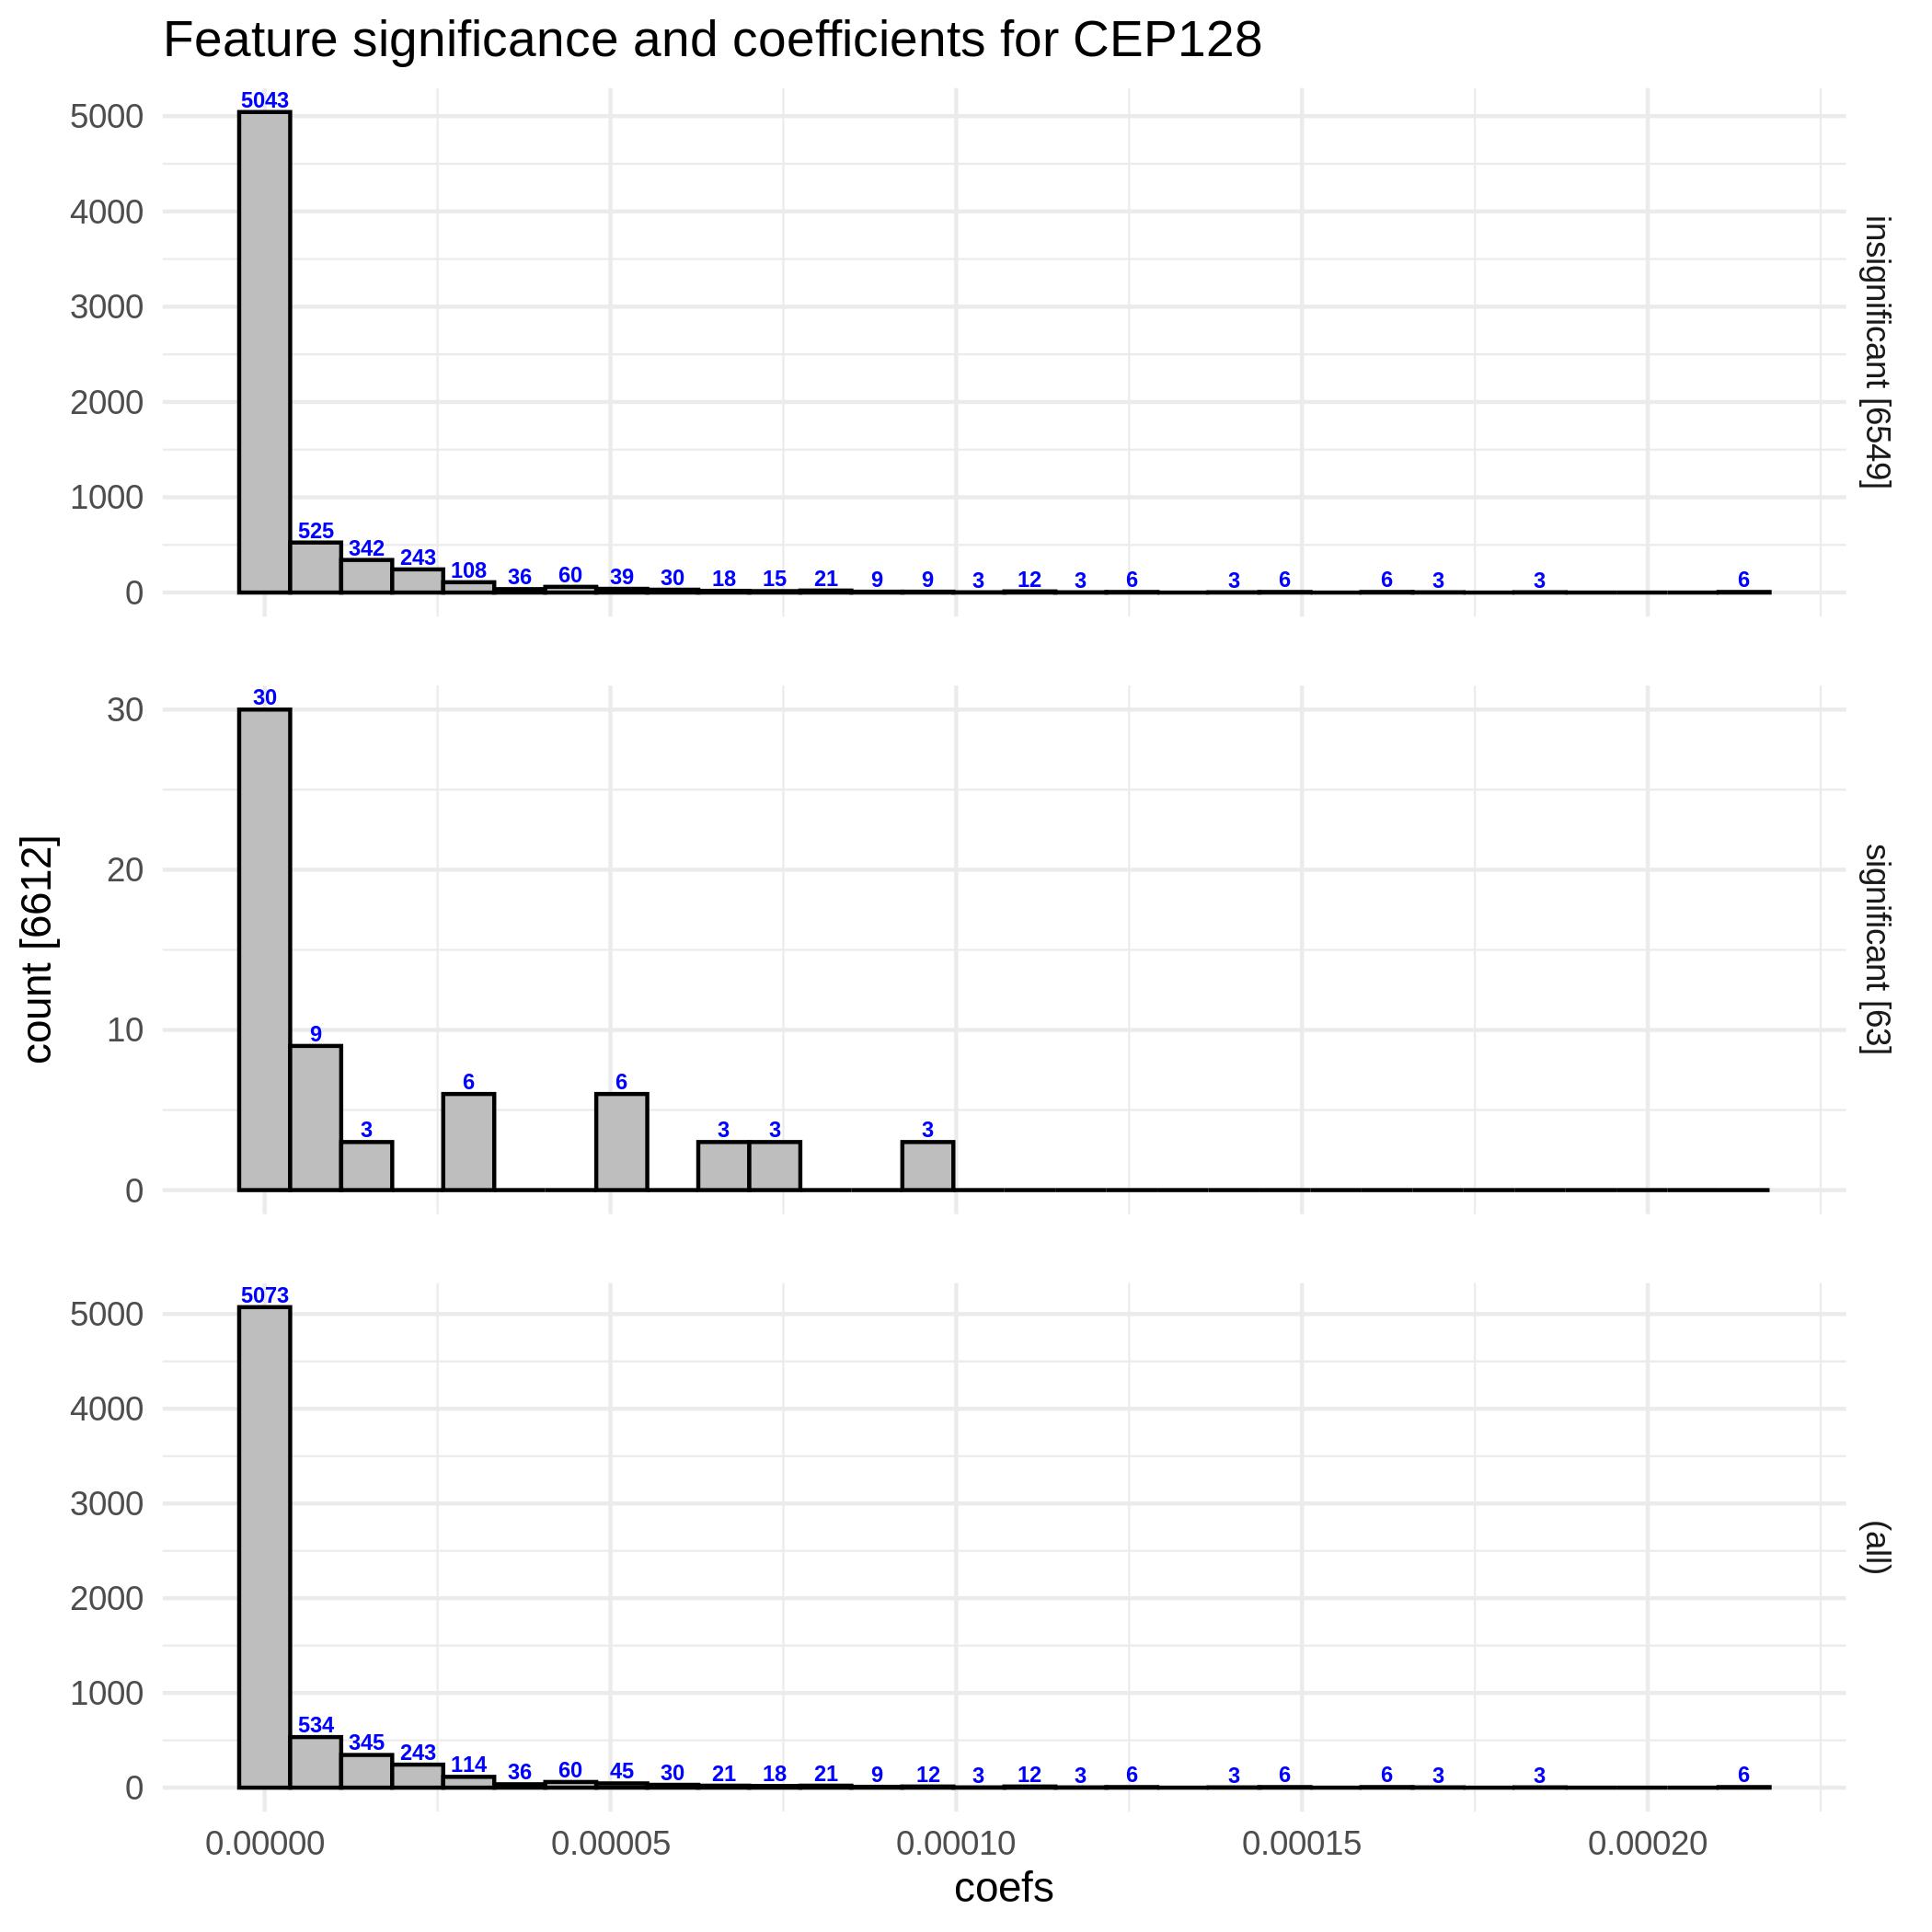 Feature significance and coefficients for CEP128
5043
5000
4000
3000
2000
1000
0
525 342 243 108 36 60 39 30 18 15 21 9 9 3 12 3 6 3 6 6 3 3 6
insignificant [6549]
count [6612]
30
30
20
10
0
9 3 6 6 3 3 3
significant [63]
5073
5000
4000
3000
2000
1000
0
534 345 243 114 36 60 45 30 21 18 21 9 12 3 12 3 6 3 6 6 3 3 6
(all)
0.00000 0.00005 0.00010 0.00015 0.00020
coefs